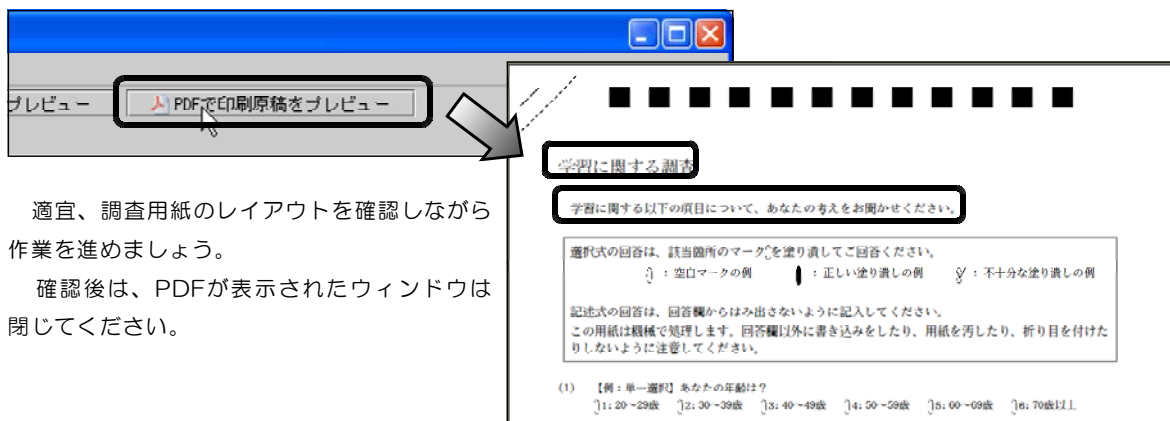 プレビュー
PDFで印刷原稿をプレビュー
適宜、調査用紙のレイアウトを確認しながら
作業を進めましょう。
確認後は、PDFが表示されたウィンドウは
閉じてください。
学習に関する調査
学習に関する以下の項目について、あなたの考えをお聞かせください。
選択式の回答は、該当箇所のマークを塗り潰してご回答ください。
：空白マークの例 ：正しい塗り潰しの例 ：不十分な塗り潰しの例
記述式の回答は、回答欄からはみ出さないように記入してください。
この用紙は機械で処理します。回答欄以外に書き込みをしたり、用紙を汚したり、折り目を付けた
りしないように注意してください。
(1) 【例：単一選択】あなたの年齢は？
1: 20〜29歳 2: 30〜39歳 3: 40〜49歳 4: 50〜59歳 5: 60〜69歳 6: 70歳以上